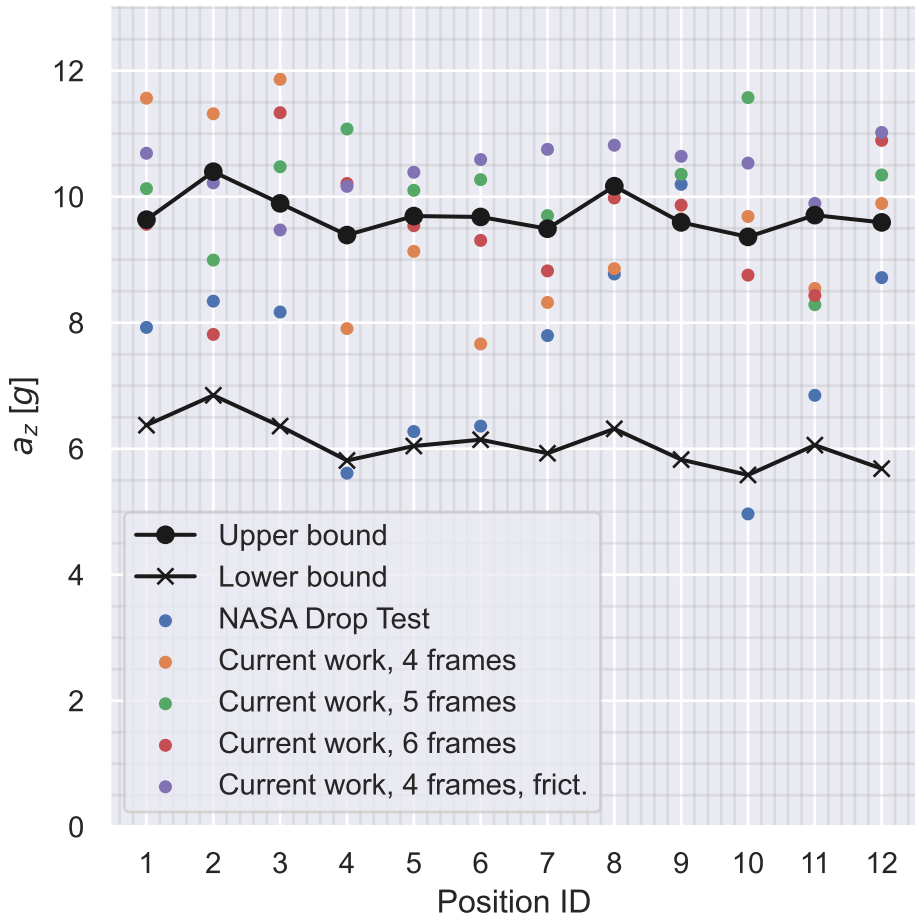 12
10
8
6
4
2
0
a_z [g]
Upper bound
Lower bound
NASA Drop Test
Current work, 4 frames
Current work, 5 frames
Current work, 6 frames
Current work, 4 frames, frict.
1 2 3 4 5 6 7 8 9 10 11 12
Position ID